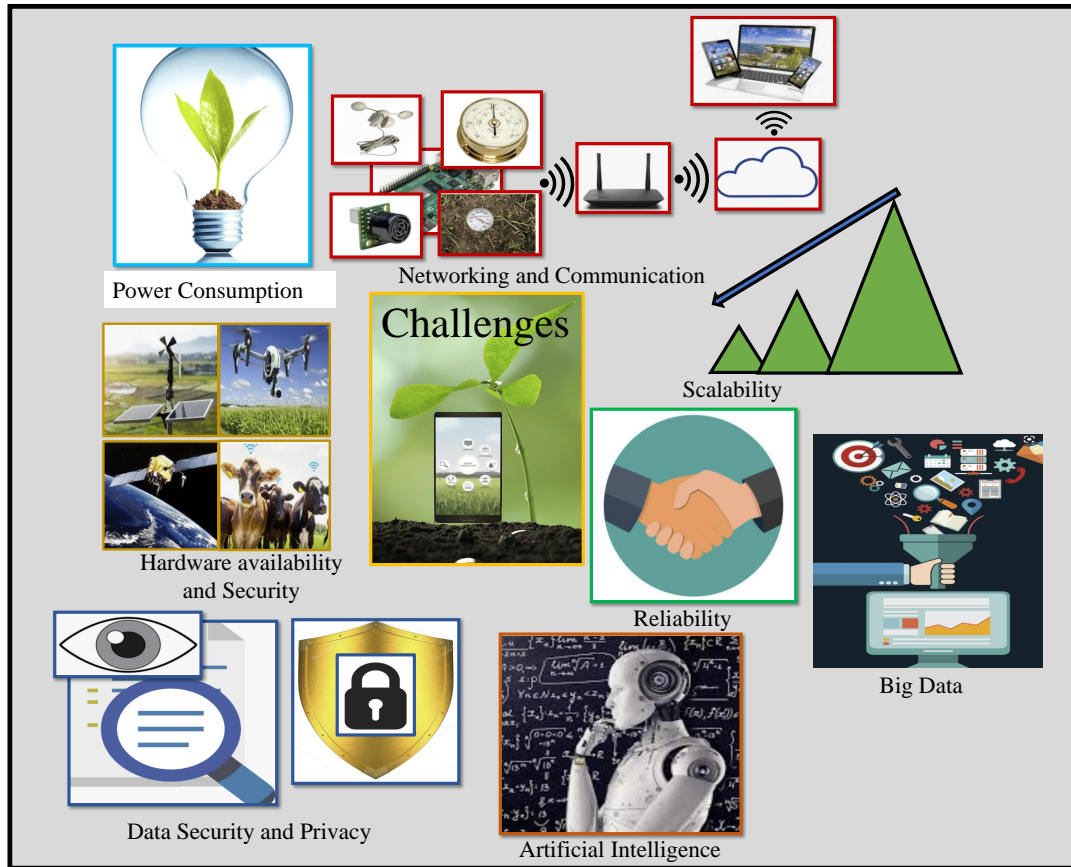 Power Consumption
Networking and Communication
Challenges
Scalability
Hardware availability
and Security
Reliability
Big Data
Data Security and Privacy
Artificial Intelligence